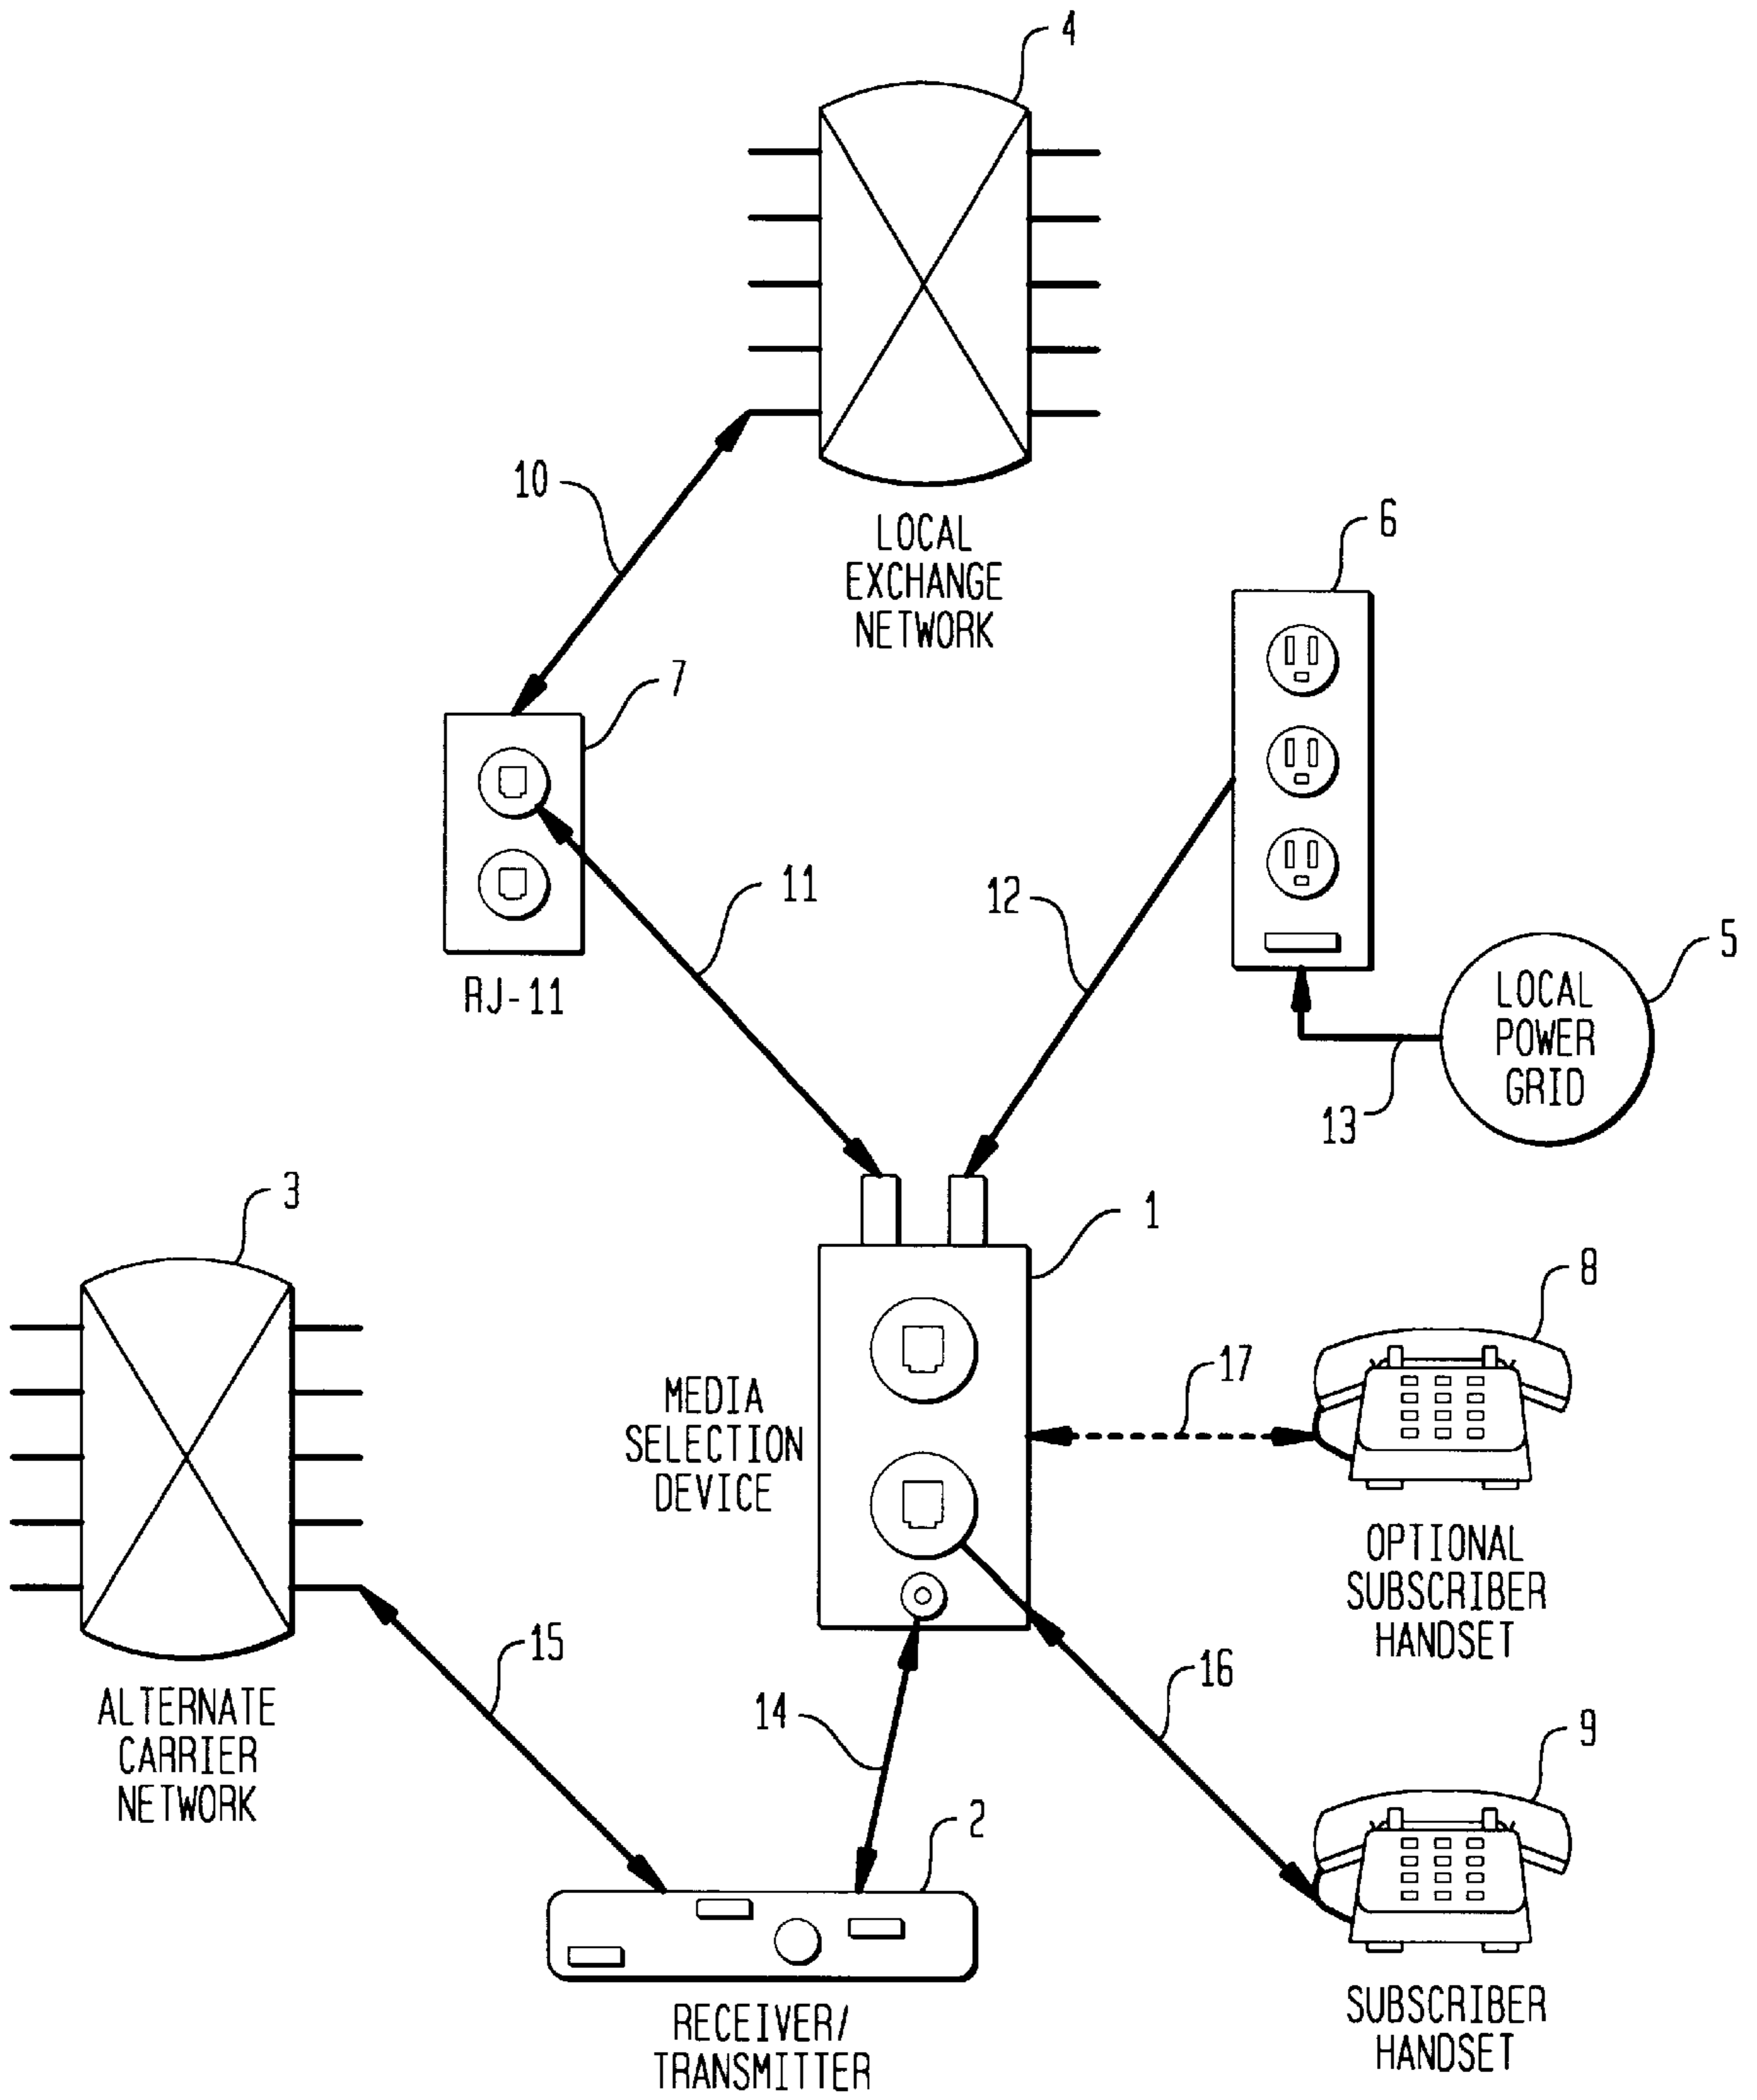 4
LOCAL
EXCHANGE
NETWORK
10
6
7
RJ-11
11
12
5
LOCAL
POWER
GRID
13
3
1
8
MEDIA
SELECTION
DEVICE
17
OPTIONAL
SUBSCRIBER
HANDSET
ALTERNATE
CARRIER
NETWORK
15
14
16
9
2
RECEIVER/
TRANSMITTER
SUBSCRIBER
HANDSET